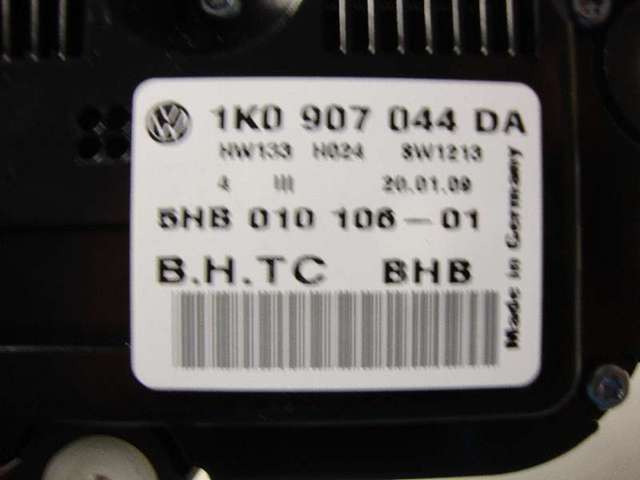 1K0 907 044 DA
HW133 H024 SW1213
4 III 20.01.09
5HB 010 106-01
B.H.TC BHB
Made in Germany